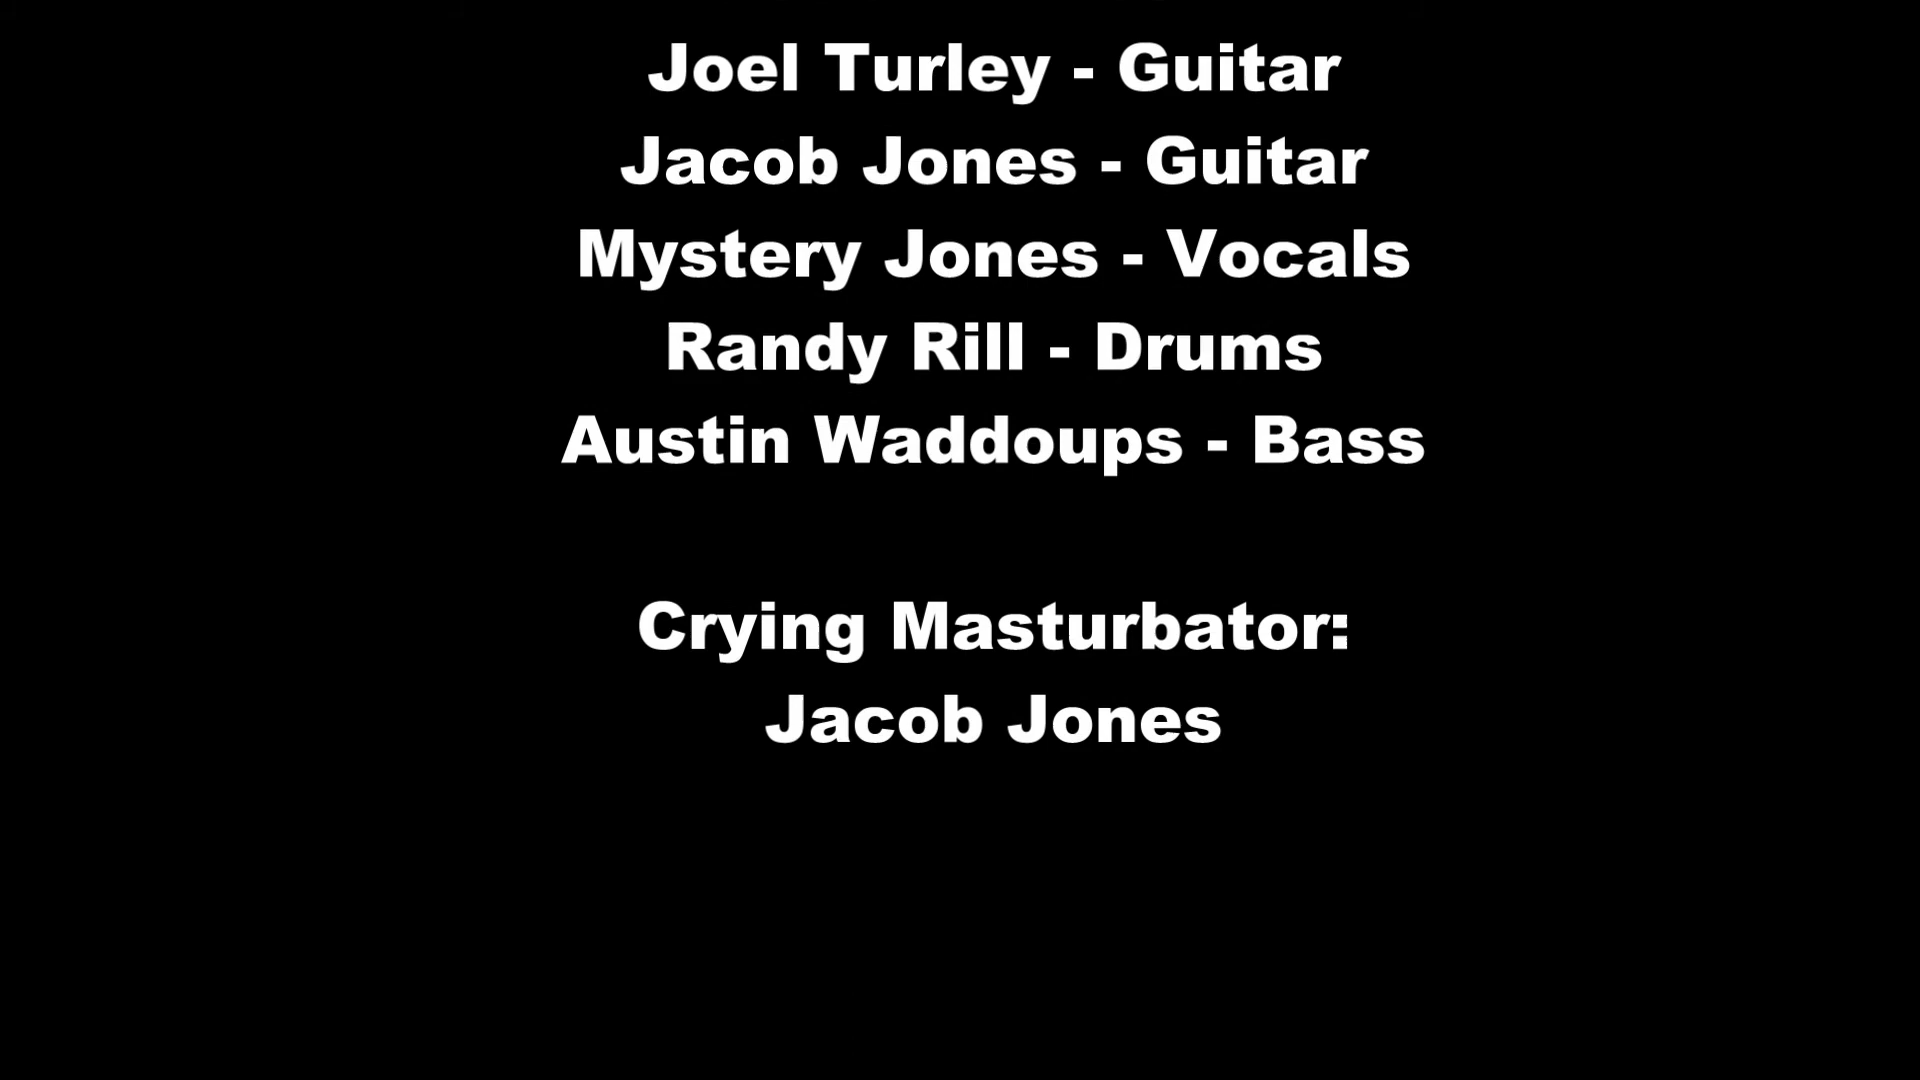 Joel Turley - Guitar
Jacob Jones - Guitar
Mystery Jones - Vocals
Randy Rill - Drums
Austin Waddoups - Bass
Crying Masturbator:
Jacob Jones